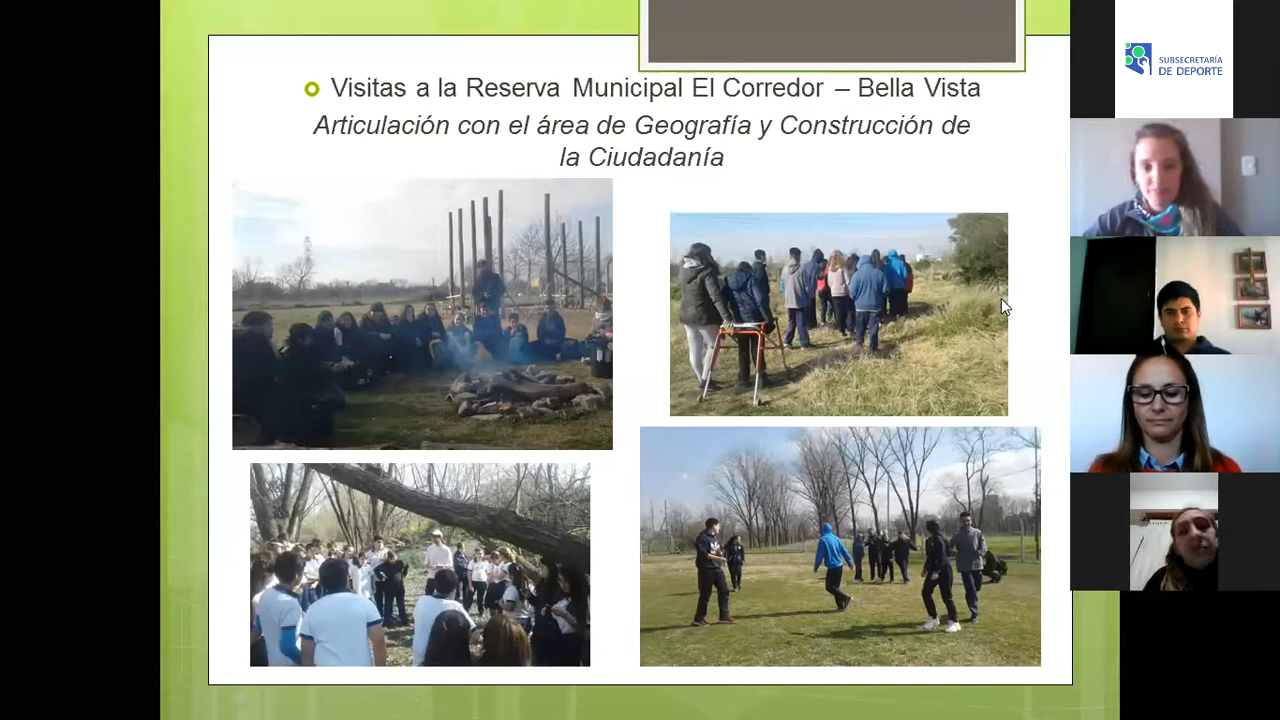 Visitas a la Reserva Municipal El Corredor – Bella Vista
Articulación con el área de Geografía y Construcción de
la Ciudadanía
SUBSECRETARÍA
DE DEPORTE